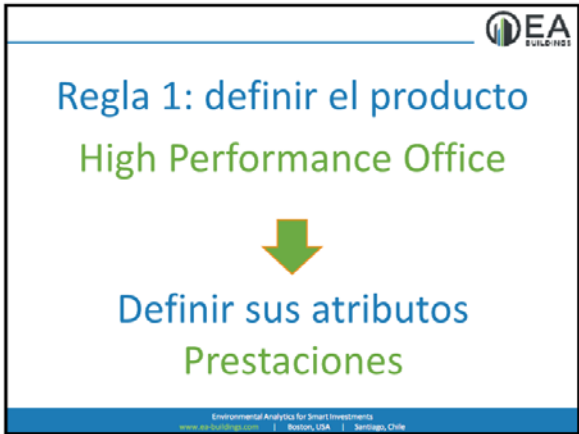 EA
BUILDINGS
Regla 1: definir el producto
High Performance Office
Definir sus atributos
Prestaciones
Environmental Analytics for Smart Investments
www.ea-buildings.com | Boston, USA | Santiago, Chile